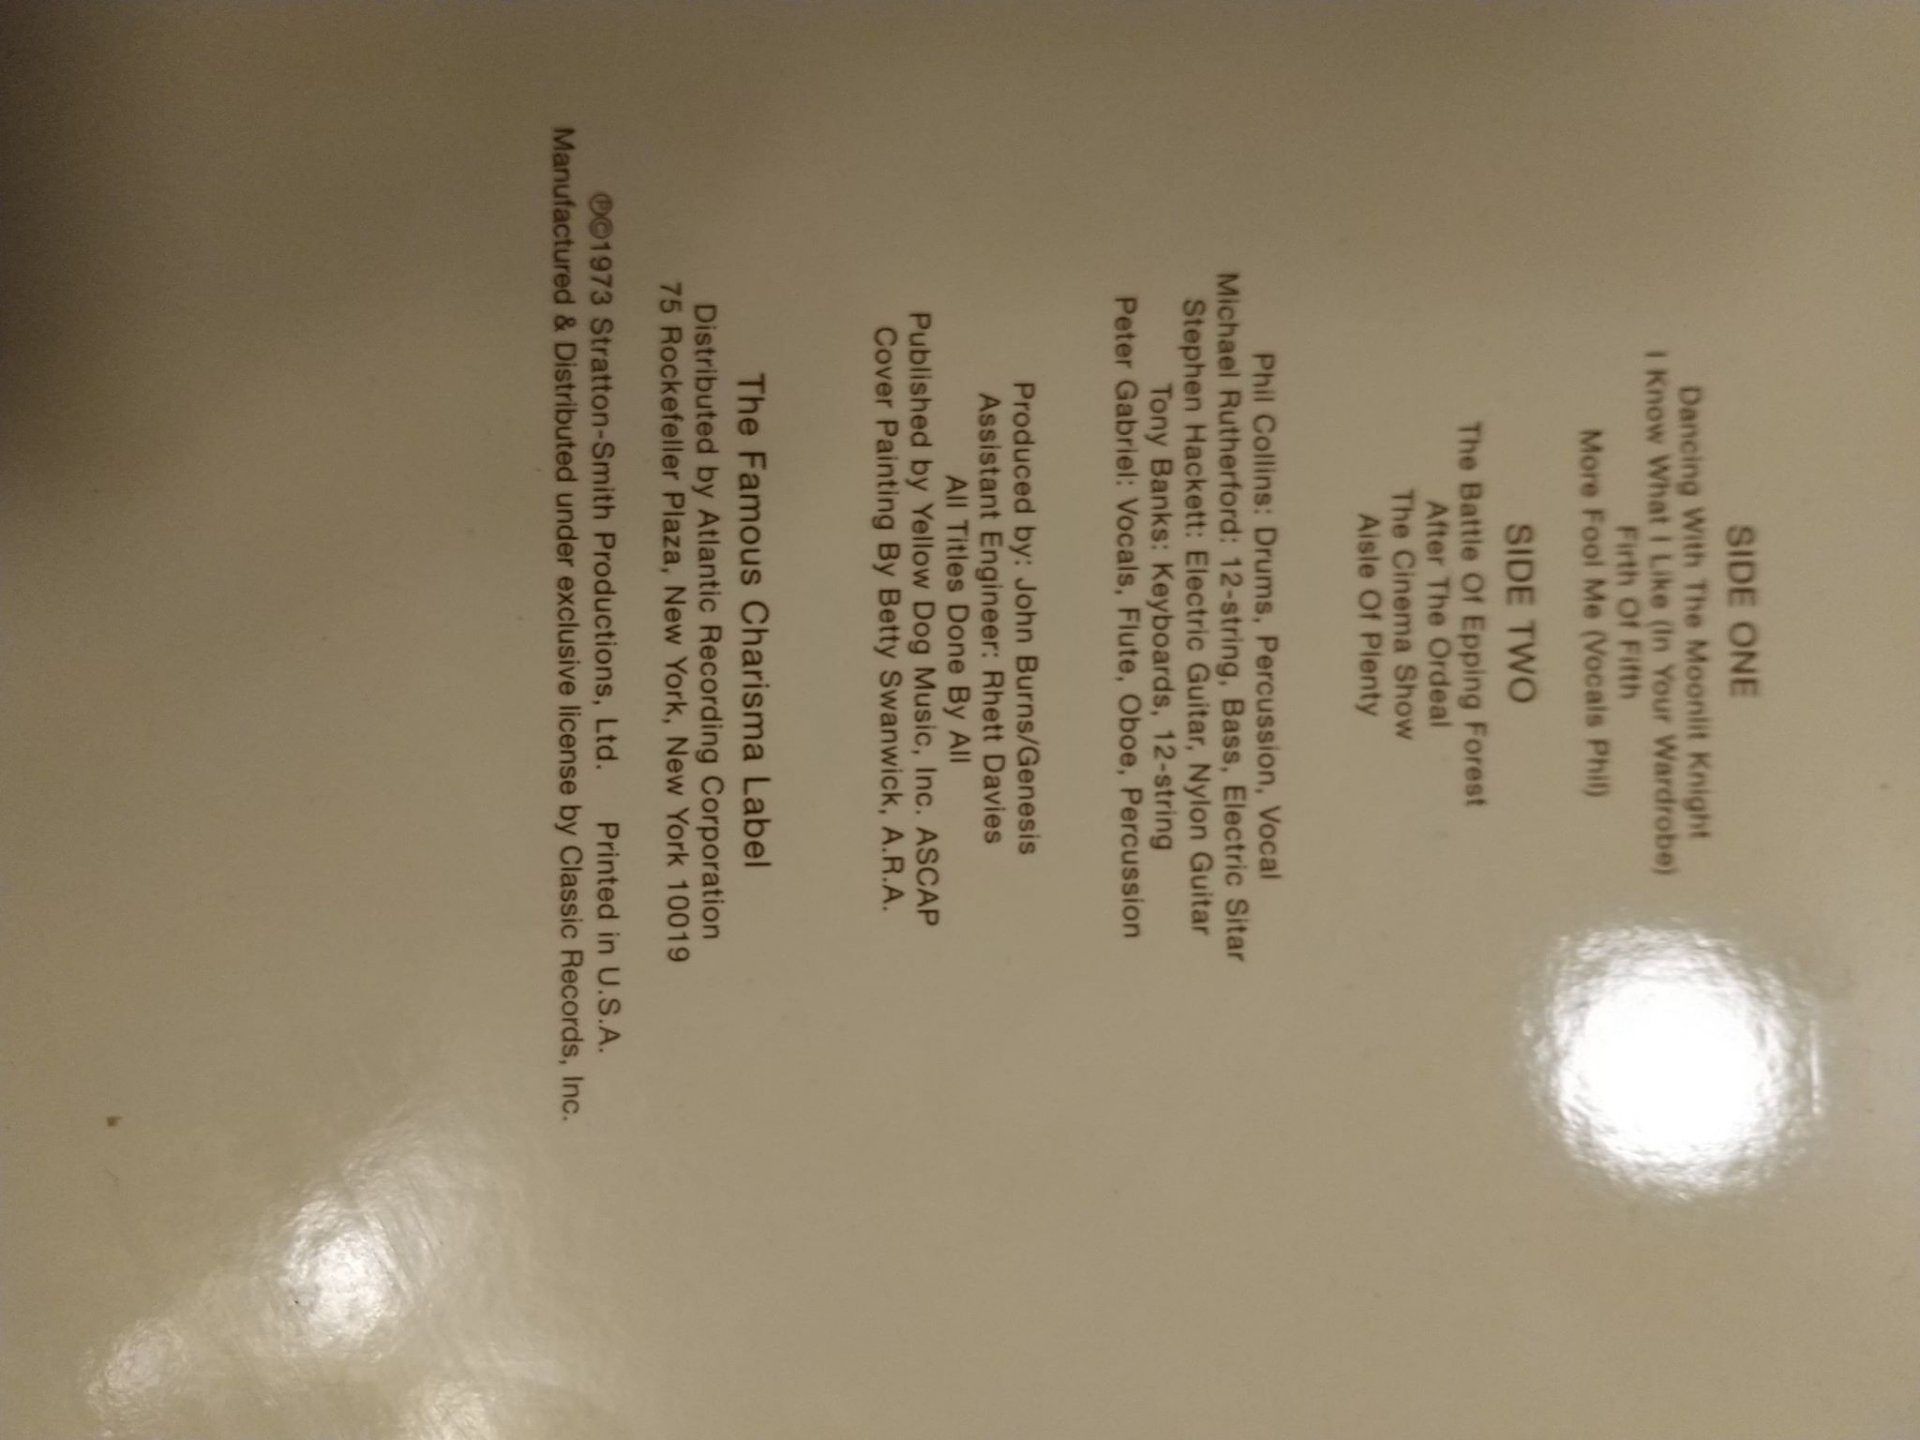 SIDE ONE
Dancing With The Moonlit Knight
I Know What I Like (In Your Wardrobe)
Firth Of Fifth
More Fool Me (Vocals Phil)
SIDE TWO
The Battle Of Epping Forest
After The Ordeal
The Cinema Show
Aisle Of Plenty
Phil Collins: Drums, Percussion, Vocal
Michael Rutherford: 12-string, Bass, Electric Sitar
Stephen Hackett: Electric Guitar, Nylon Guitar
Tony Banks: Keyboards, 12-string
Peter Gabriel: Vocals, Flute, Oboe, Percussion
Produced by: John Burns/Genesis
Assistant Engineer: Rhett Davies
All Titles Done By All
Published by Yellow Dog Music, Inc. ASCAP
Cover Painting By Betty Swanwick, A.R.A.
The Famous Charisma Label
Distributed by Atlantic Recording Corporation
75 Rockefeller Plaza, New York, New York 10019
℗©1973 Stratton-Smith Productions, Ltd. Printed in U.S.A.
Manufactured & Distributed under exclusive license by Classic Records, Inc.